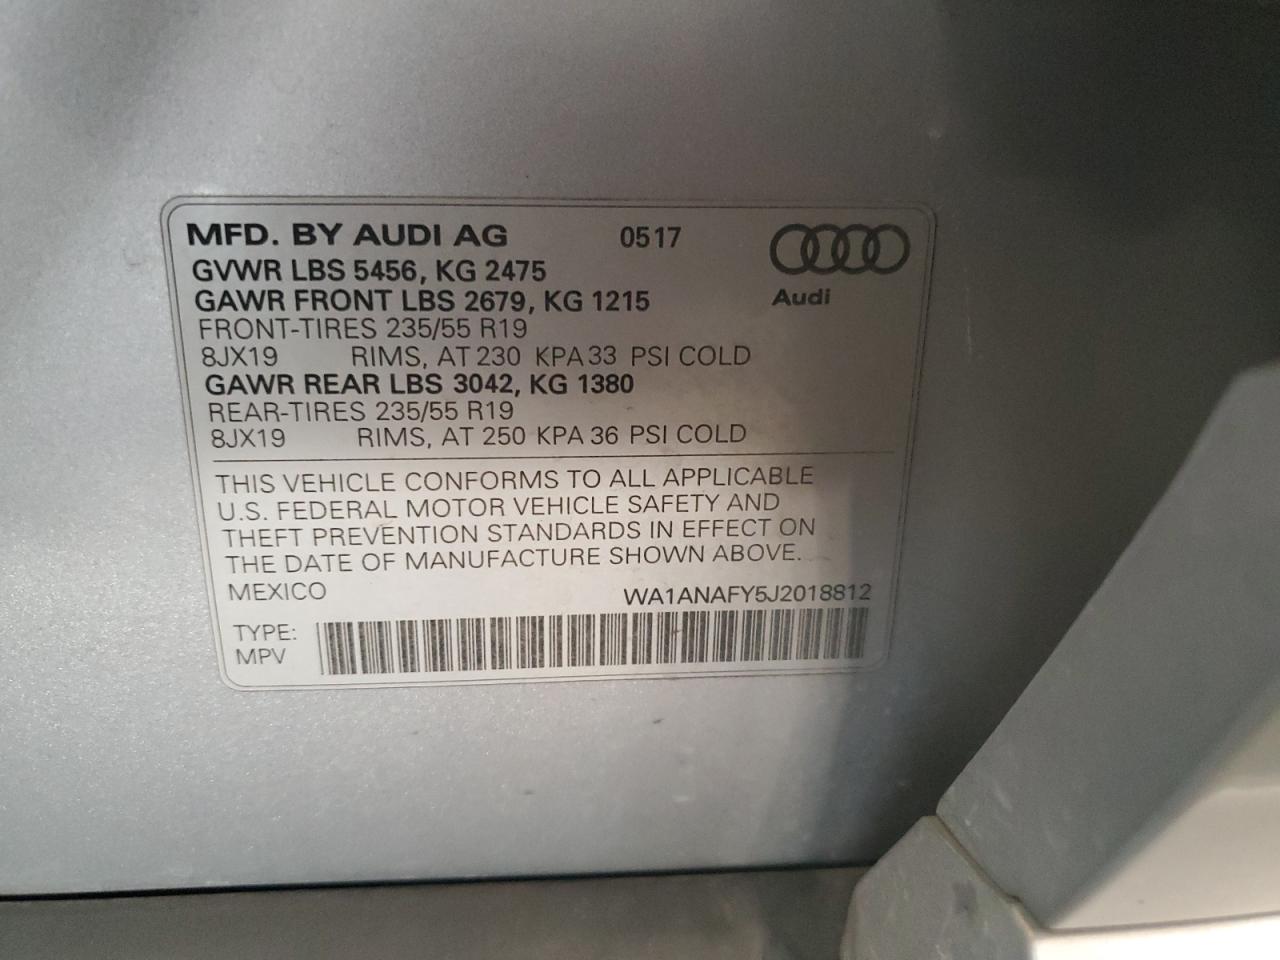 MFD. BY AUDI AG 0517
GVWR LBS 5456, KG 2475
GAWR FRONT LBS 2679, KG 1215
Audi
FRONT-TIRES 235/55 R19
8JX19 RIMS, AT 230 KPA 33 PSI COLD
GAWR REAR LBS 3042, KG 1380
REAR-TIRES 235/55 R19
8JX19 RIMS, AT 250 KPA 36 PSI COLD
THIS VEHICLE CONFORMS TO ALL APPLICABLE
U.S. FEDERAL MOTOR VEHICLE SAFETY AND
THEFT PREVENTION STANDARDS IN EFFECT ON
THE DATE OF MANUFACTURE SHOWN ABOVE.
MEXICO WA1ANAFY5J2018812
TYPE:
MPV